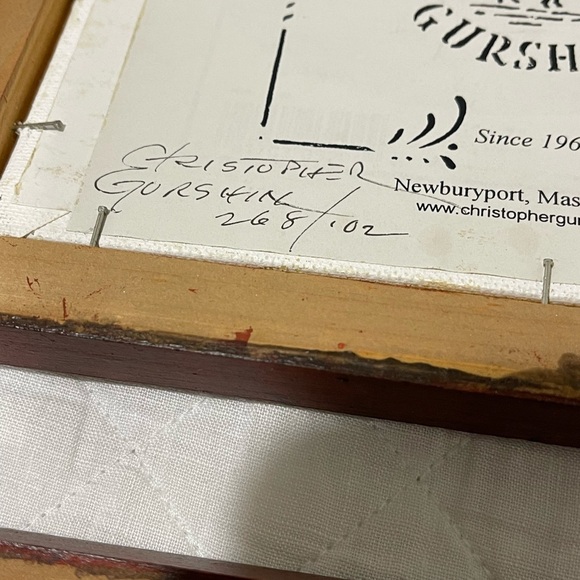 GURSH
Since 196
Newburyport, Mas
www.christophergur
CHRISTOPHER
GURSHIN
268/'02